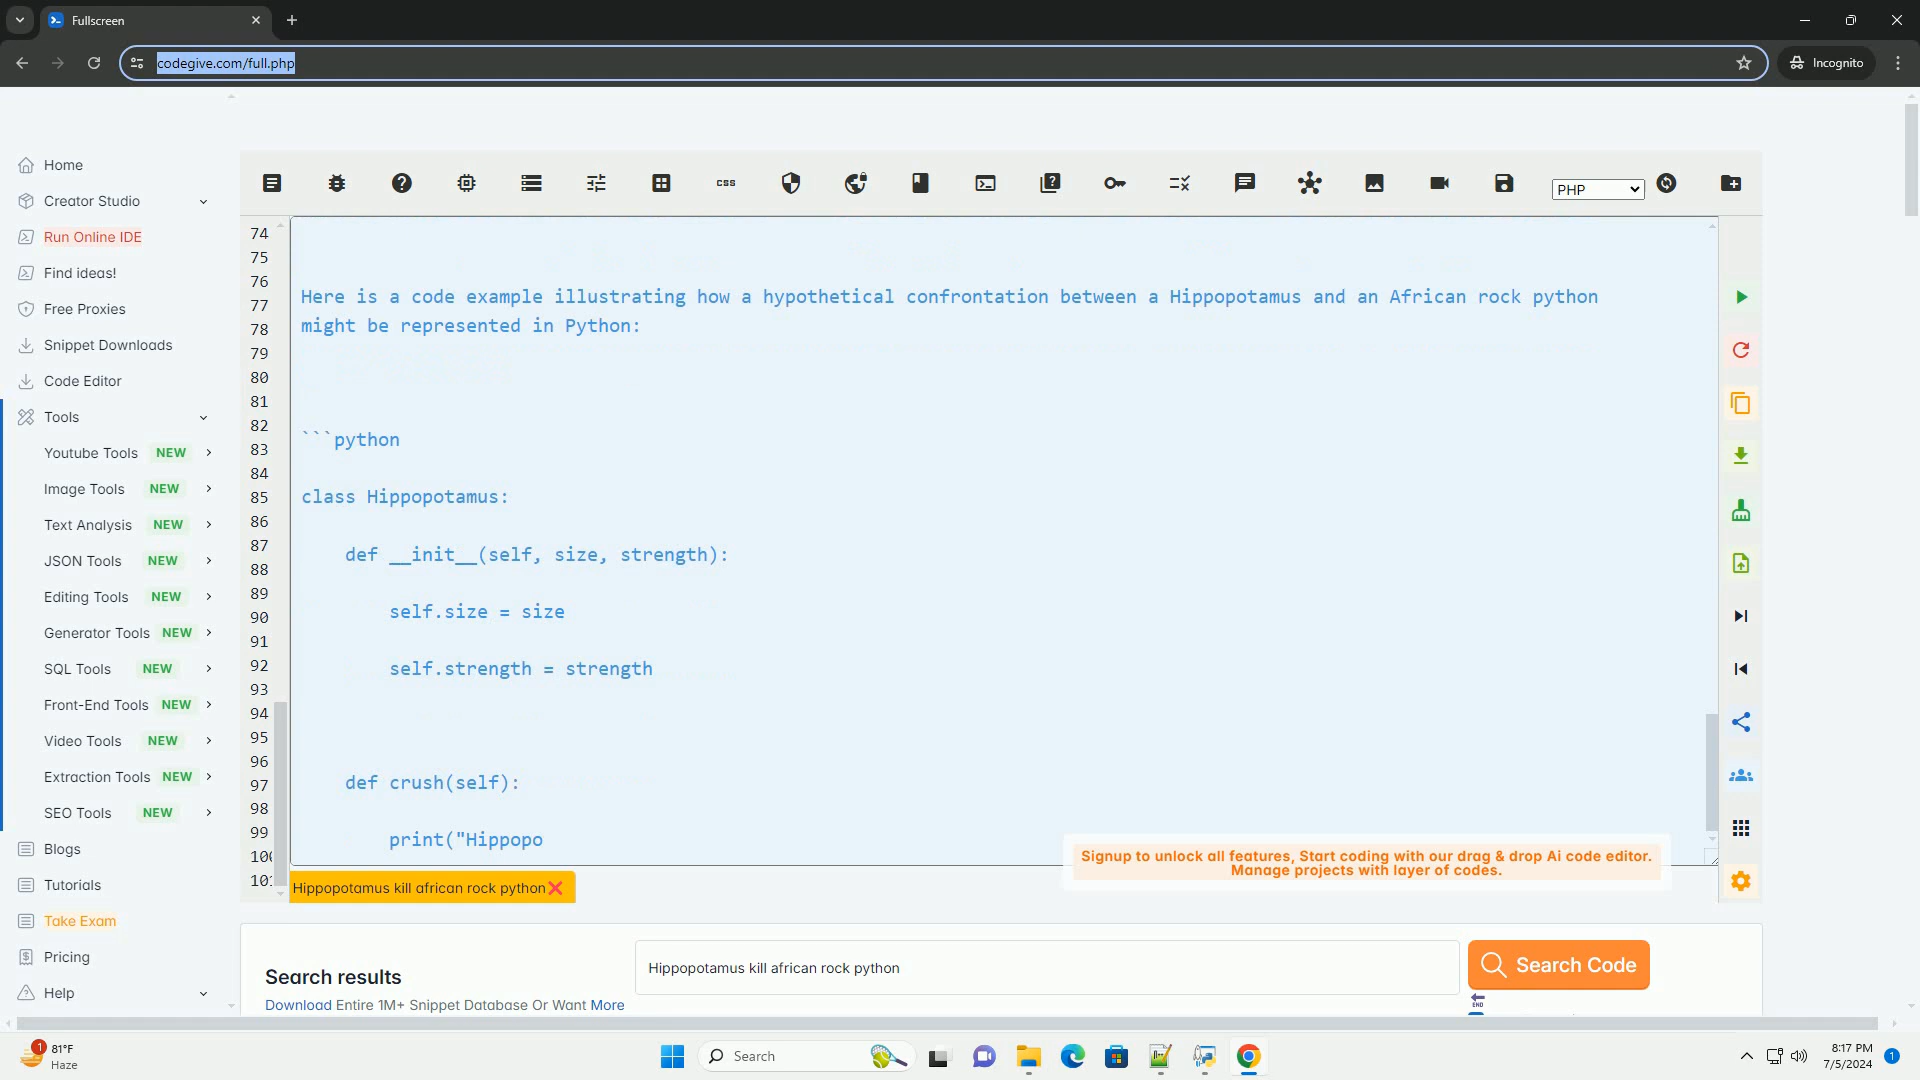 Fullscreen
codegive.com/full.php
Incognito
Home
Creator Studio
Run Online IDE
Find ideas!
Free Proxies
Snippet Downloads
Code Editor
Tools
Youtube Tools NEW
Image Tools NEW
Text Analysis NEW
JSON Tools NEW
Editing Tools NEW
Generator Tools NEW
SQL Tools NEW
Front-End Tools NEW
Video Tools NEW
Extraction Tools NEW
SEO Tools NEW
Blogs
Tutorials
Take Exam
Pricing
Help
CSS
PHP
74
75
76
77
78
79
80
81
82
83
84
85
86
87
88
89
90
91
92
93
94
95
96
97
98
99
100
Here is a code example illustrating how a hypothetical confrontation between a Hippopotamus and an African rock python
might be represented in Python:
```python
class Hippopotamus:
def __init__(self, size, strength):
self.size = size
self.strength = strength
def crush(self):
print("Hippopo
Signup to unlock all features, Start coding with our drag & drop Ai code editor.
Manage projects with layer of codes.
Hippopotamus kill african rock python
Search results
Download Entire 1M+ Snippet Database Or Want More
Hippopotamus kill african rock python
Search Code
END
1
81°F
Haze
Search
8:17 PM
7/5/2024
1